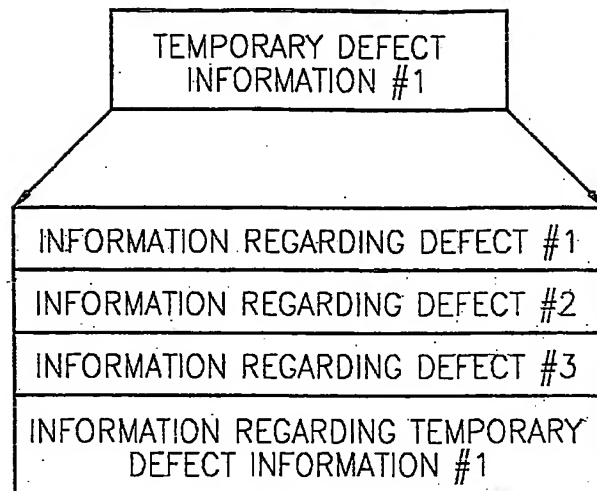 TEMPORARY DEFECT
INFORMATION #1
INFORMATION REGARDING DEFECT #1
INFORMATION REGARDING DEFECT #2
INFORMATION REGARDING DEFECT #3
INFORMATION REGARDING TEMPORARY
DEFECT INFORMATION #1